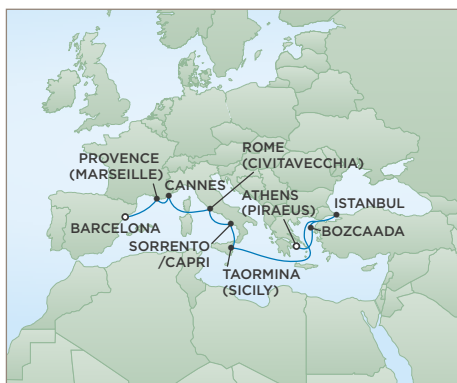 PROVENCE
(MARSEILLE)
CANNES
ROME
(CIVITAVECCHIA)
ATHENS
(PIRAEUS)
ISTANBUL
BOZCAADA
BARCELONA
SORRENTO
/CAPRI
TAORMINA
(SICILY)